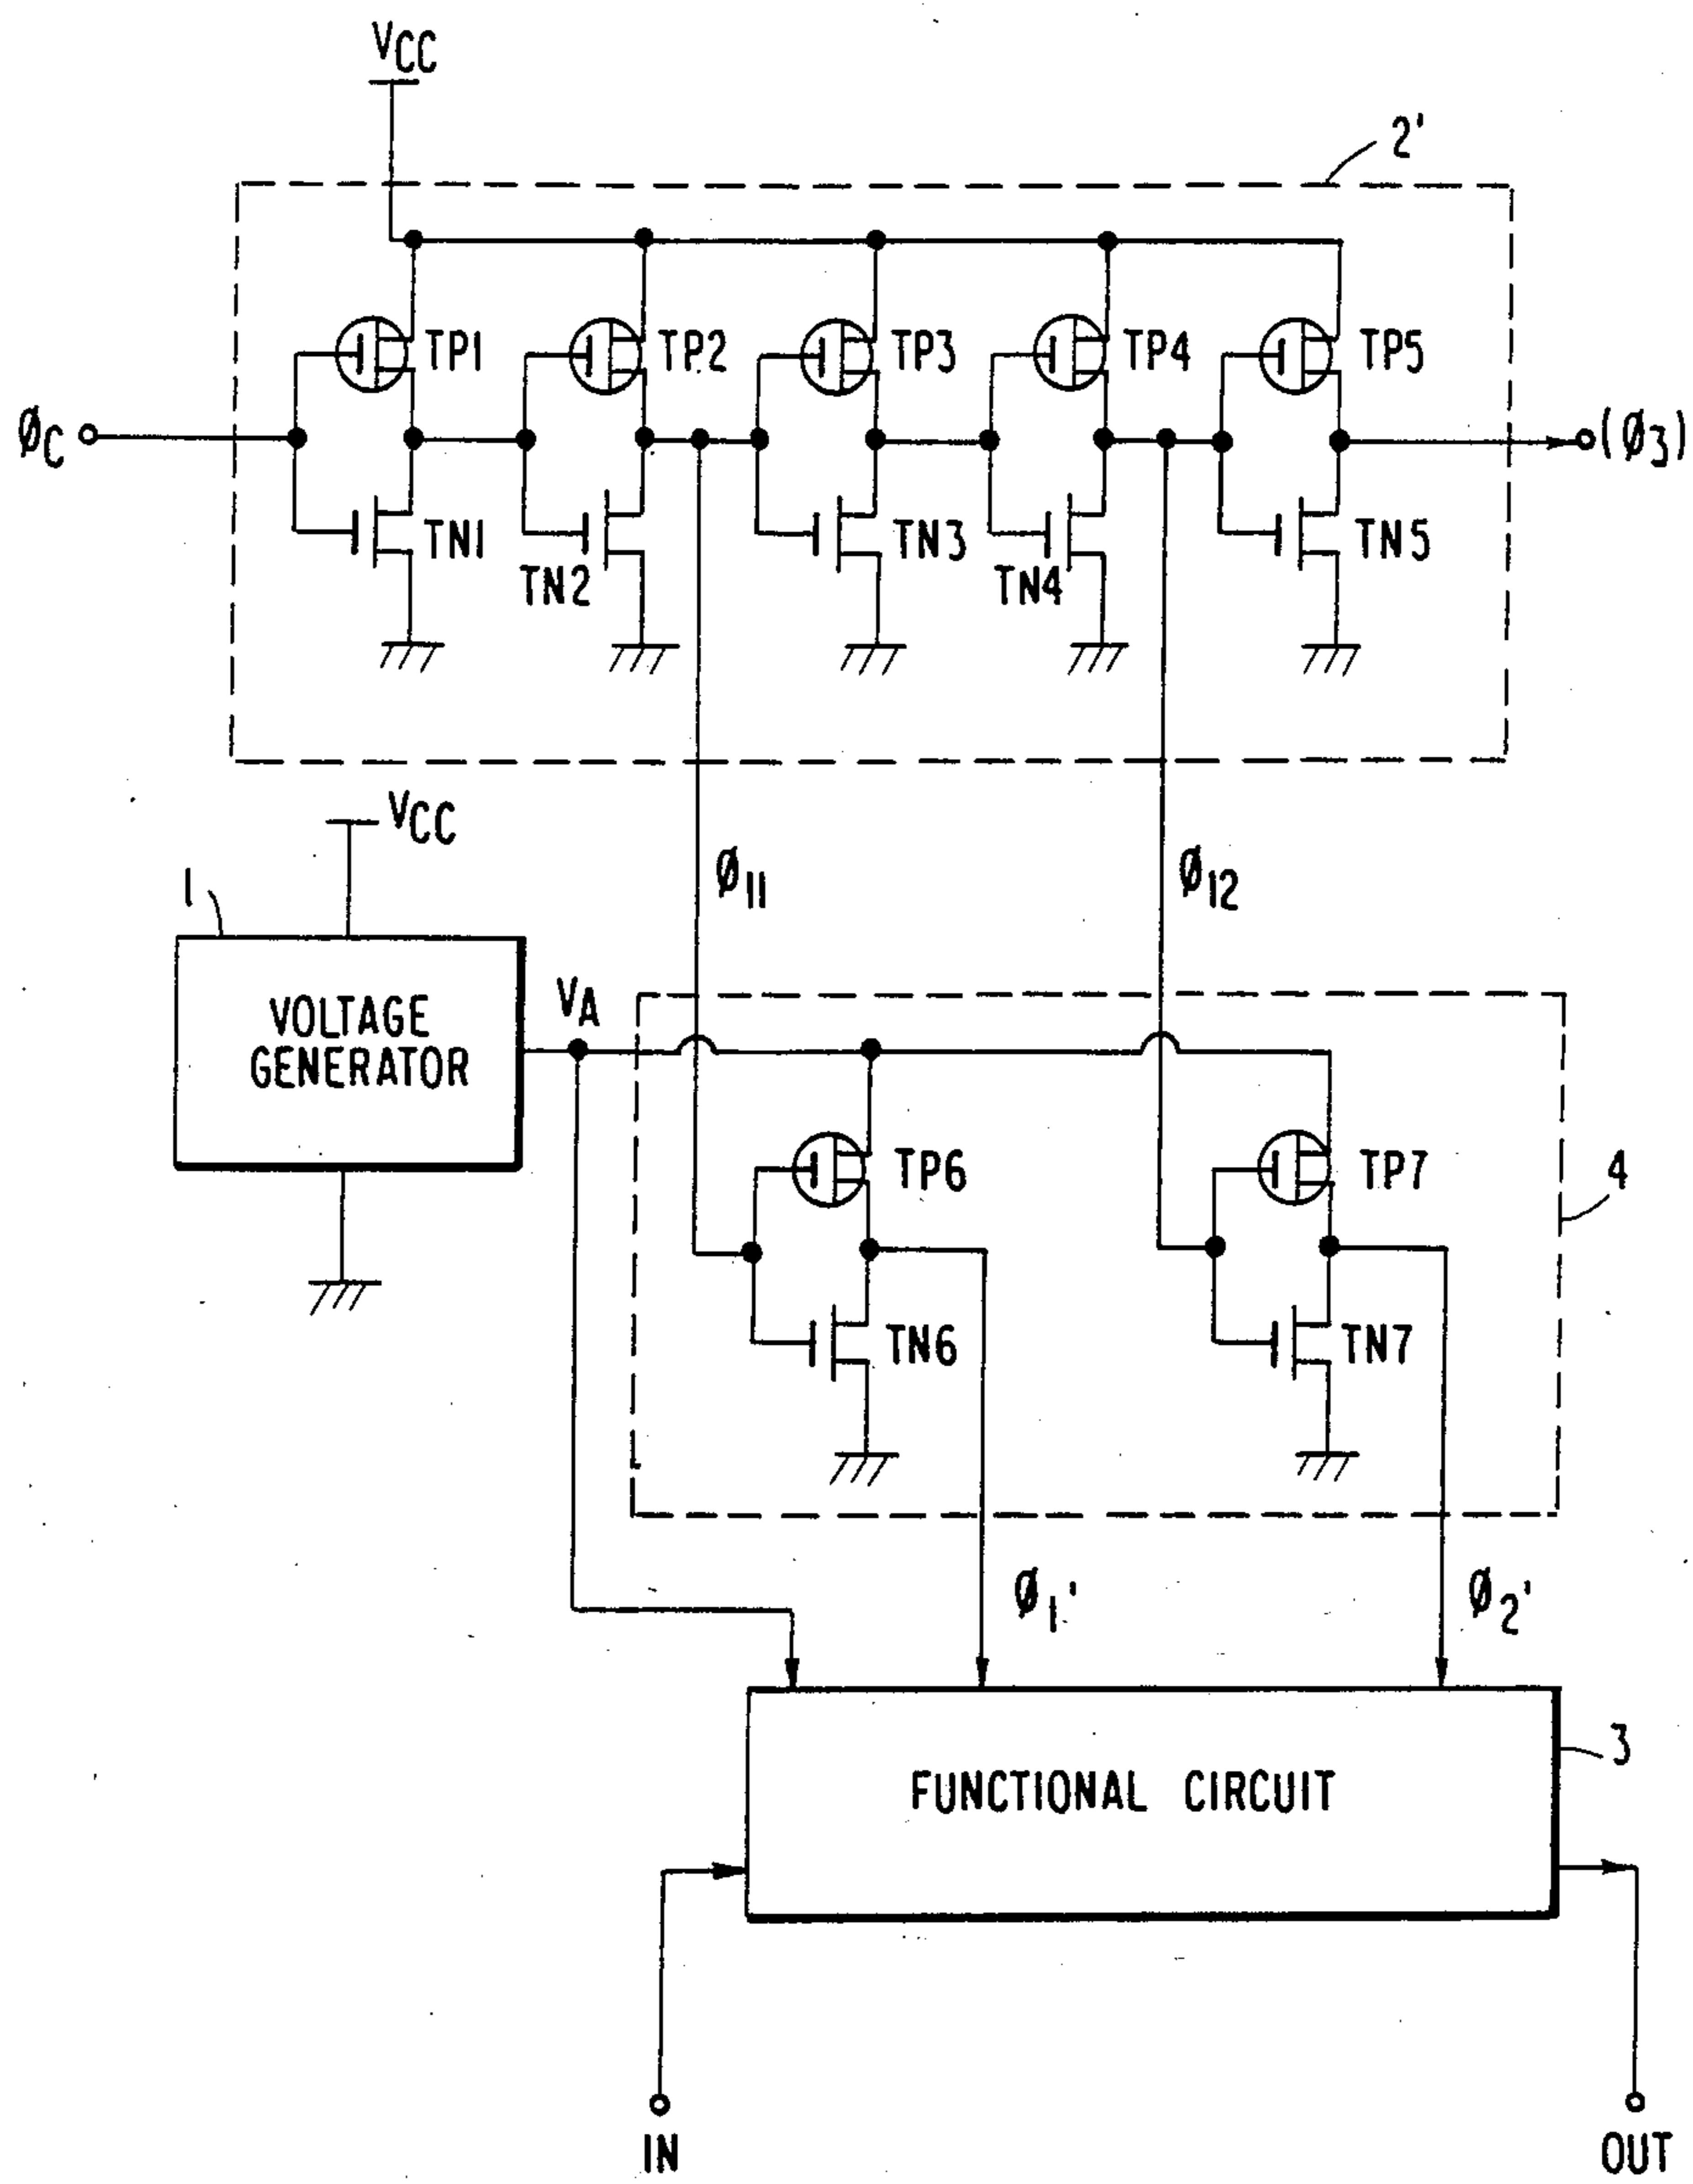 VCC
2'
TP1
TP2
TP3
TP4
TP5
ØC
(Ø3)
TN1
TN2
TN3
TN4
TN5
VCC
1
Ø11
Ø12
VA
VOLTAGE
GENERATOR
TP6
TP7
4
TN6
TN7
Ø1'
Ø2'
3
FUNCTIONAL CIRCUIT
IN
OUT